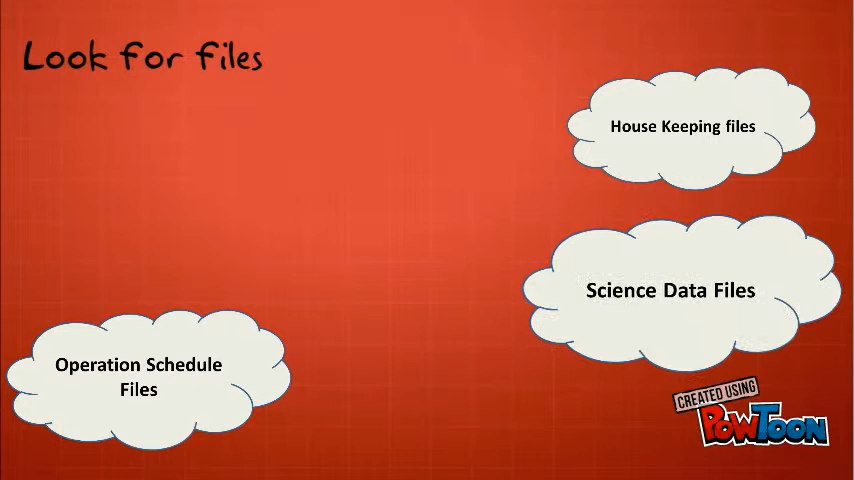 Look for files
House Keeping files
Science Data Files
Operation Schedule
Files
CREATED USING
POWTOON